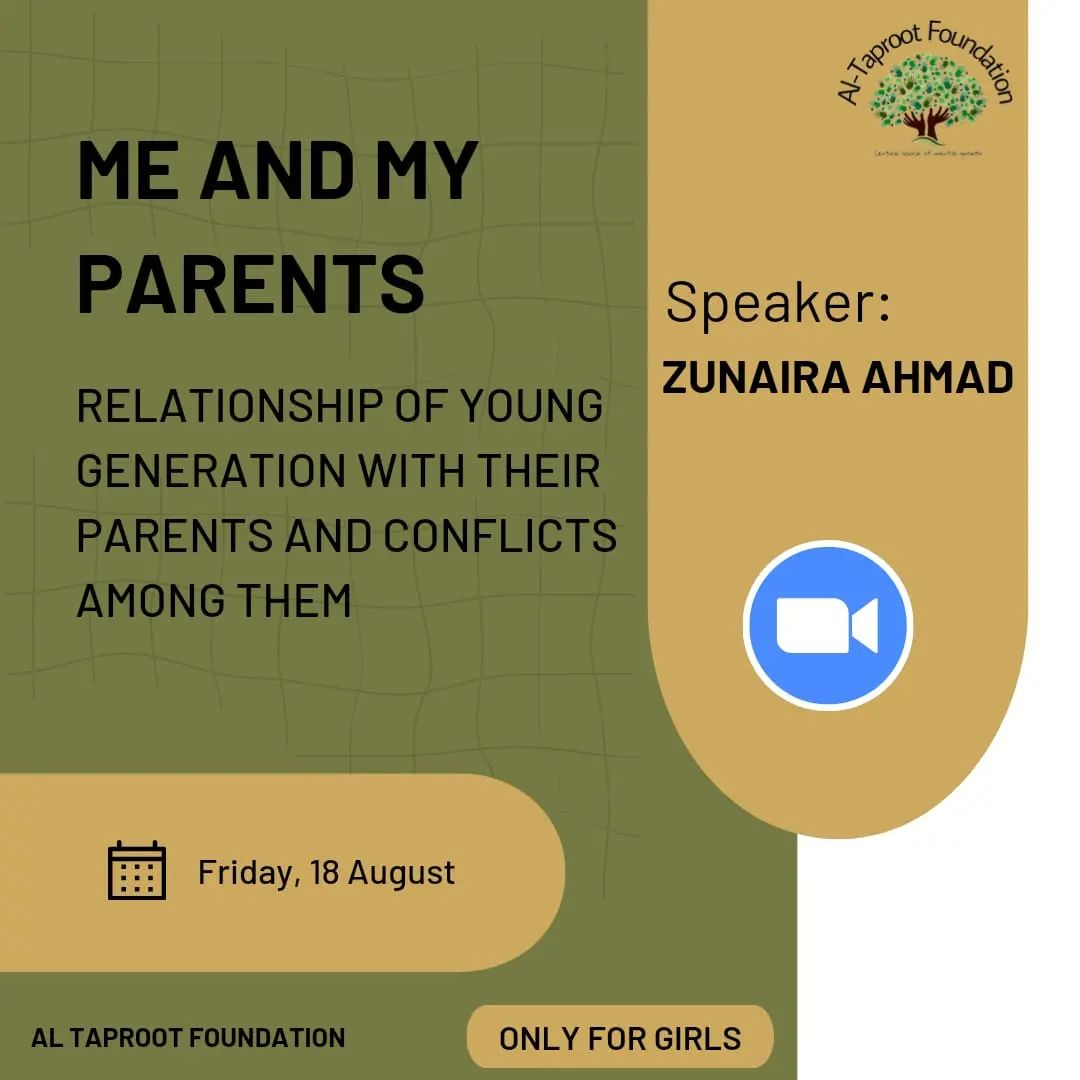 Al-Taproot Foundation
ME AND MY
PARENTS
RELATIONSHIP OF YOUNG
GENERATION WITH THEIR
PARENTS AND CONFLICTS
AMONG THEM
Speaker:
ZUNAIRA AHMAD
Friday, 18 August
AL TAPROOT FOUNDATION
ONLY FOR GIRLS